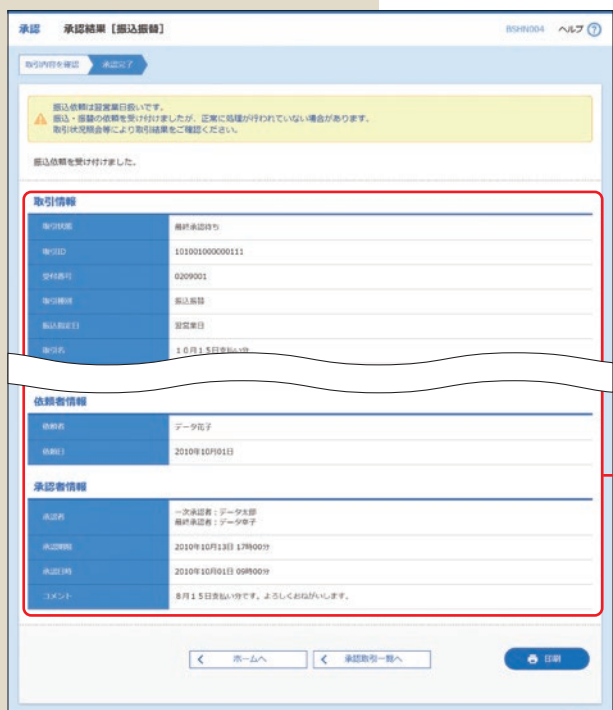 承認 承認結果［振込振替］ BSHN004 ヘルプ ?
取引内容を確認 承認完了
振込依頼は翌営業日扱いです。
振込・振替の依頼を受け付けましたが、正常に処理が行われていない場合があります。
取引状況照会等により取引結果をご確認ください。
振込依頼を受け付けました。
取引情報
取引状態 最終承認待ち
取引ID 101001000000111
受付番号 0209001
取引種別 振込振替
振込指定日 翌営業日
取引名 １０月１５日支払い分
依頼者情報
依頼者 データ花子
依頼日 2010年10月01日
承認者情報
承認者 一次承認者：データ太郎
最終承認者：データ幸子
承認期限 2010年10月13日 17時00分
承認日時 2010年10月01日 09時00分
コメント 8月１５日支払い分です。よろしくおねがいします。
ホームへ 承認取引一覧へ 印刷